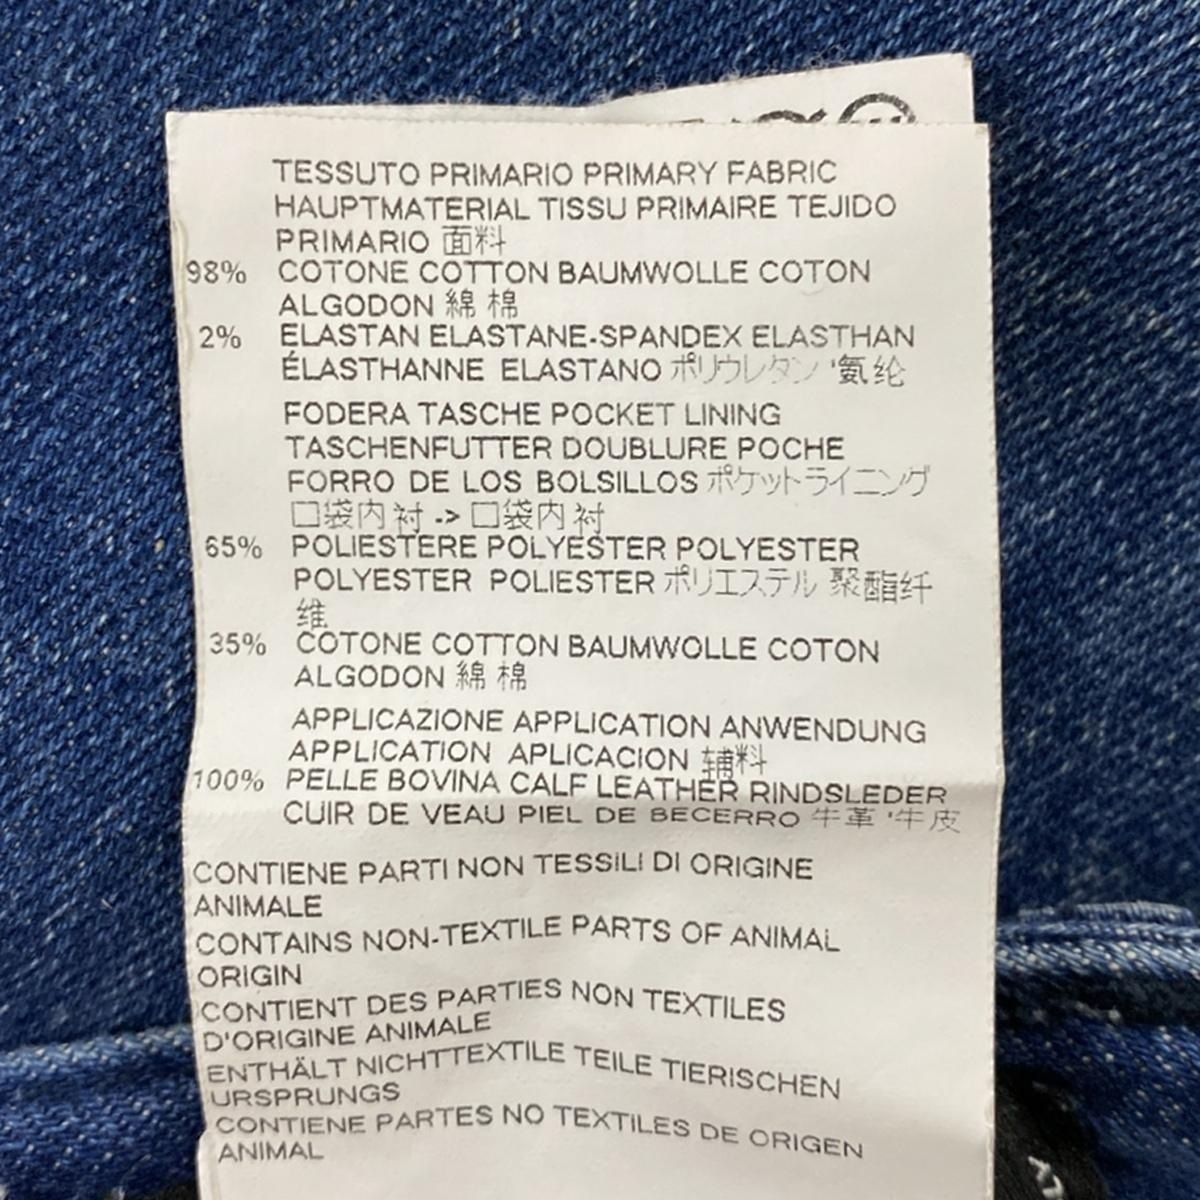 TESSUTO PRIMARIO PRIMARY FABRIC
HAUPTMATERIAL TISSU PRIMAIRE TEJIDO
PRIMARIO 面料
98% COTONE COTTON BAUMWOLLE COTON
ALGODON 綿 棉
2% ELASTAN ELASTANE-SPANDEX ELASTHAN
ÉLASTHANNE ELASTANO ポリウレタン '氨纶
FODERA TASCHE POCKET LINING
TASCHENFUTTER DOUBLURE POCHE
FORRO DE LOS BOLSILLOS ポケットライニング
口袋内衬 -> 口袋内衬
65% POLIESTERE POLYESTER POLYESTER
POLYESTER POLIESTER ポリエステル 聚酯纤
维
35% COTONE COTTON BAUMWOLLE COTON
ALGODON 綿 棉
APPLICAZIONE APPLICATION ANWENDUNG
APPLICATION APLICACION 辅料
100% PELLE BOVINA CALF LEATHER RINDSLEDER
CUIR DE VEAU PIEL DE BECERRO 牛革 '牛皮
CONTIENE PARTI NON TESSILI DI ORIGINE
ANIMALE
CONTAINS NON-TEXTILE PARTS OF ANIMAL
ORIGIN
CONTIENT DES PARTIES NON TEXTILES
D'ORIGINE ANIMALE
ENTHÄLT NICHTTEXTILE TEILE TIERISCHEN
URSPRUNGS
CONTIENE PARTES NO TEXTILES DE ORIGEN
ANIMAL